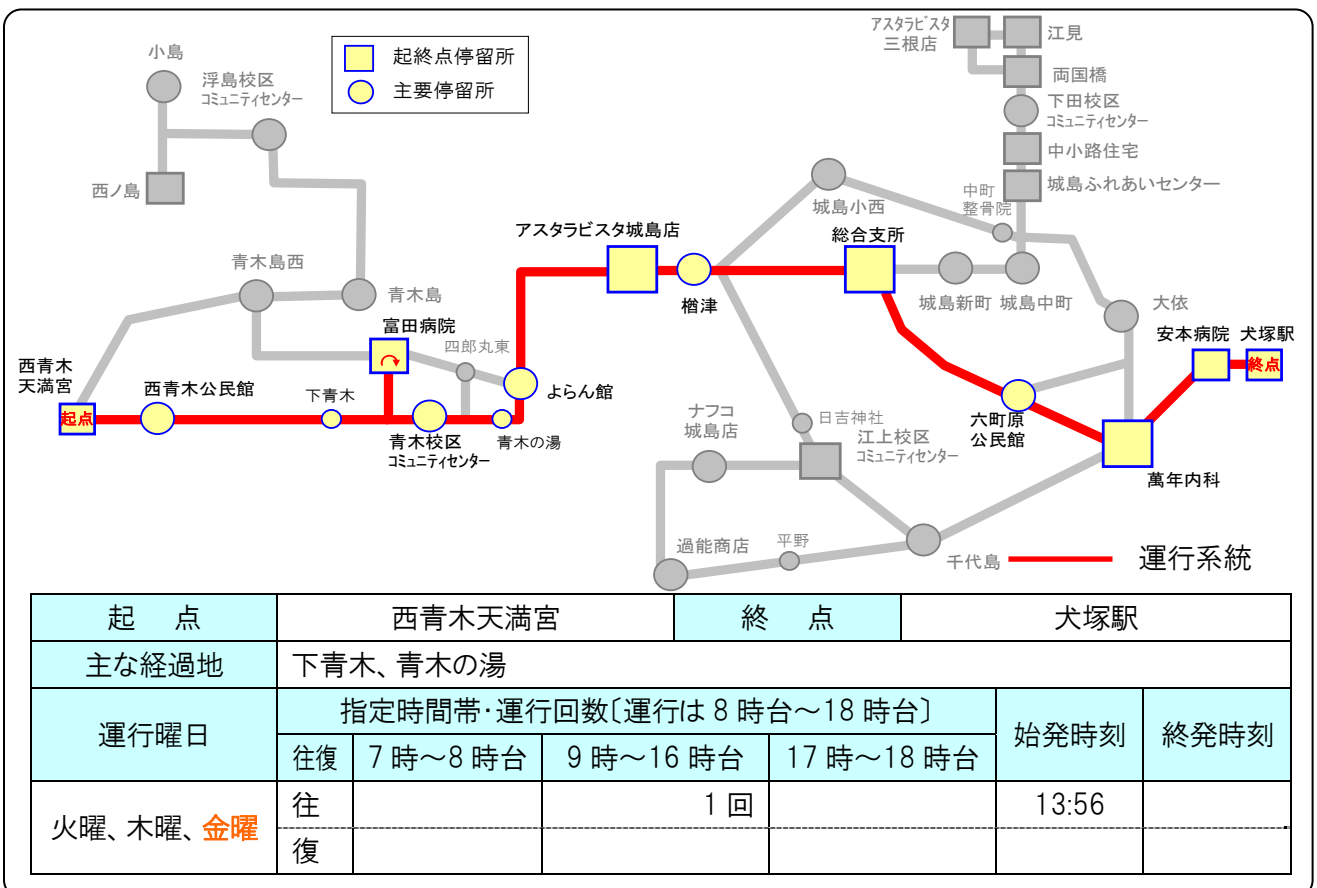 アスタラビスタ
三根店
江見
小島
起終点停留所
両国橋
浮島校区
コミュニティセンター
主要停留所
下田校区
コミュニティセンター
中小路住宅
西ノ島
城島ふれあいセンター
中町
整骨院
城島小西
アスタラビスタ城島店
総合支所
青木島西
青木島
楢津
城島新町
城島中町
大依
富田病院
四郎丸東
安本病院
犬塚駅
終点
西青木
天満宮
起点
西青木公民館
下青木
よらん館
青木校区
コミュニティセンター
青木の湯
ナフコ
城島店
日吉神社
江上校区
コミュニティセンター
六町原
公民館
萬年内科
過能商店
平野
千代島
運行系統
起 点
西青木天満宮
終 点
犬塚駅
主な経過地
下青木、青木の湯
運行曜日
指定時間帯・運行回数〔運行は8時台～18時台〕
始発時刻
終発時刻
往復
7時～8時台
9時～16時台
17時～18時台
火曜、木曜、金曜
往
1回
13:56
復